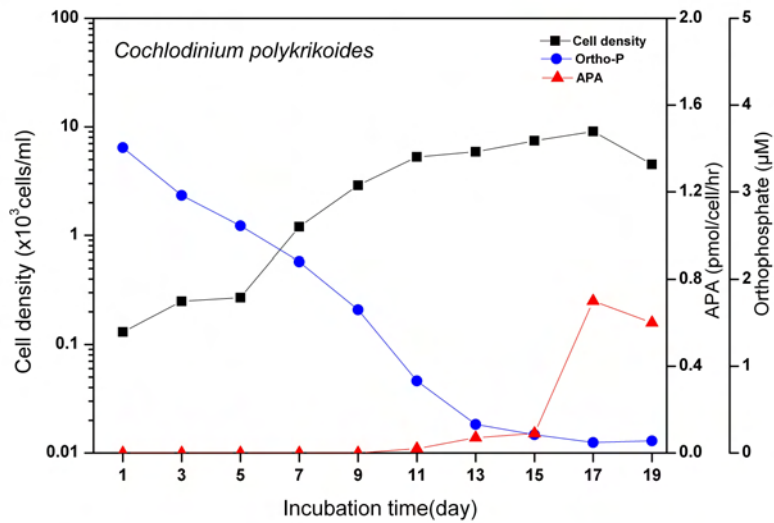 Cochlodinium polykrikoides
Cell density
Ortho-P
APA
100
10
1
0.1
0.01
Cell density (x10³cells/ml)
2.0
1.6
1.2
0.8
0.4
0.0
APA (pmol/cell/hr)
5
4
3
2
1
0
Orthophosphate (µM)
1 3 5 7 9 11 13 15 17 19
Incubation time(day)